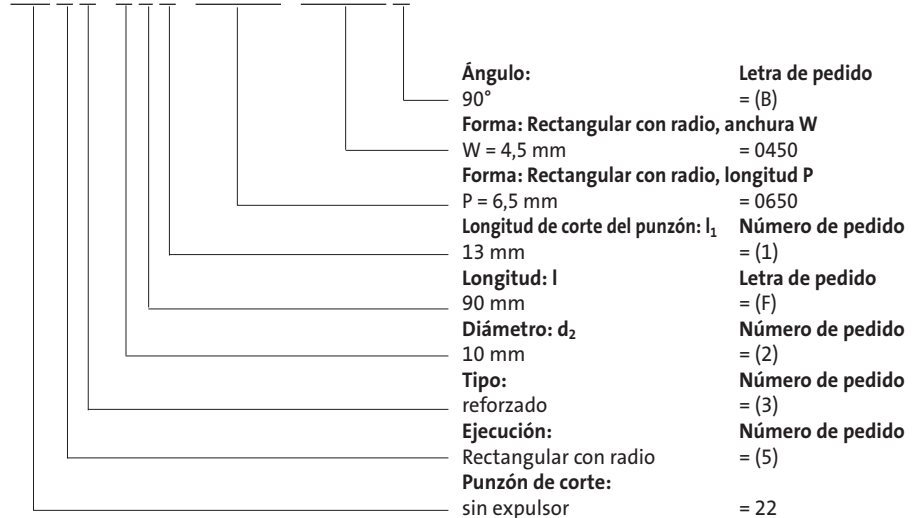 Ángulo: Letra de pedido
90° = (B)
Forma: Rectangular con radio, anchura W
W = 4,5 mm = 0450
Forma: Rectangular con radio, longitud P
P = 6,5 mm = 0650
Longitud de corte del punzón: l₁ Número de pedido
13 mm = (1)
Longitud: l Letra de pedido
90 mm = (F)
Diámetro: d₂ Número de pedido
10 mm = (2)
Tipo: Número de pedido
reforzado = (3)
Ejecución: Número de pedido
Rectangular con radio = (5)
Punzón de corte:
sin expulsor = 22